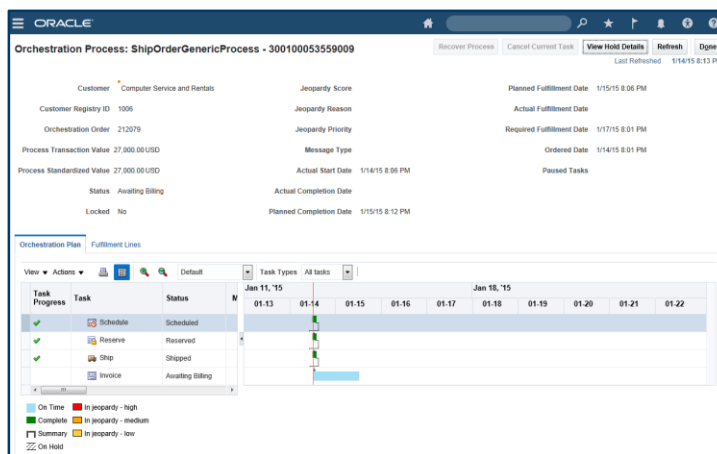 ORACLE
Orchestration Process: ShipOrderGenericProcess - 300100053559009
Recover Process Cancel Current Task View Hold Details Refresh Done
Last Refreshed 1/14/15 8:13 P
Customer Computer Service and Rentals Jeopardy Score Planned Fulfillment Date 1/15/15 8:06 PM
Customer Registry ID 1006 Jeopardy Reason Actual Fulfillment Date
Orchestration Order 212079 Jeopardy Priority Required Fulfillment Date 1/17/15 8:01 PM
Process Transaction Value 27,000.00 USD Message Type Ordered Date 1/14/15 8:01 PM
Process Standardized Value 27,000.00 USD Actual Start Date 1/14/15 8:06 PM Paused Tasks
Status Awaiting Billing Actual Completion Date
Locked No Planned Completion Date 1/15/15 8:12 PM
Orchestration Plan Fulfillment Lines
View Actions Default Task Types All tasks
Jan 11, '15 Jan 18, '15
Task Progress Task Status M 01-13 01-14 01-15 01-16 01-17 01-18 01-19 01-20 01-21 01-22
Schedule Scheduled
Reserve Reserved
Ship Shipped
Invoice Awaiting Billing
On Time In jeopardy - high
Complete In jeopardy - medium
Summary In jeopardy - low
On Hold